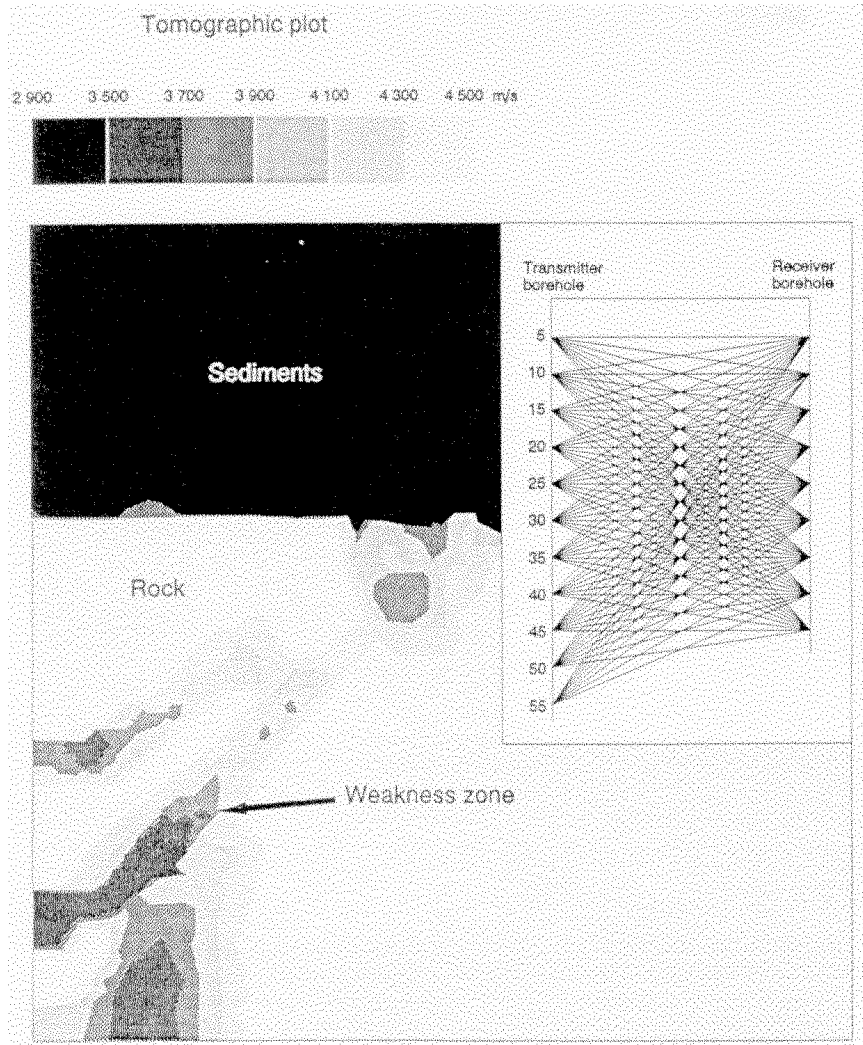 Tomographic plot
2 900 3 500 3 700 3 900 4 100 4 300 4 500 m/s
Sediments
Rock
Weakness zone
Transmitter borehole
Receiver borehole
5
10
15
20
25
30
35
40
45
50
55